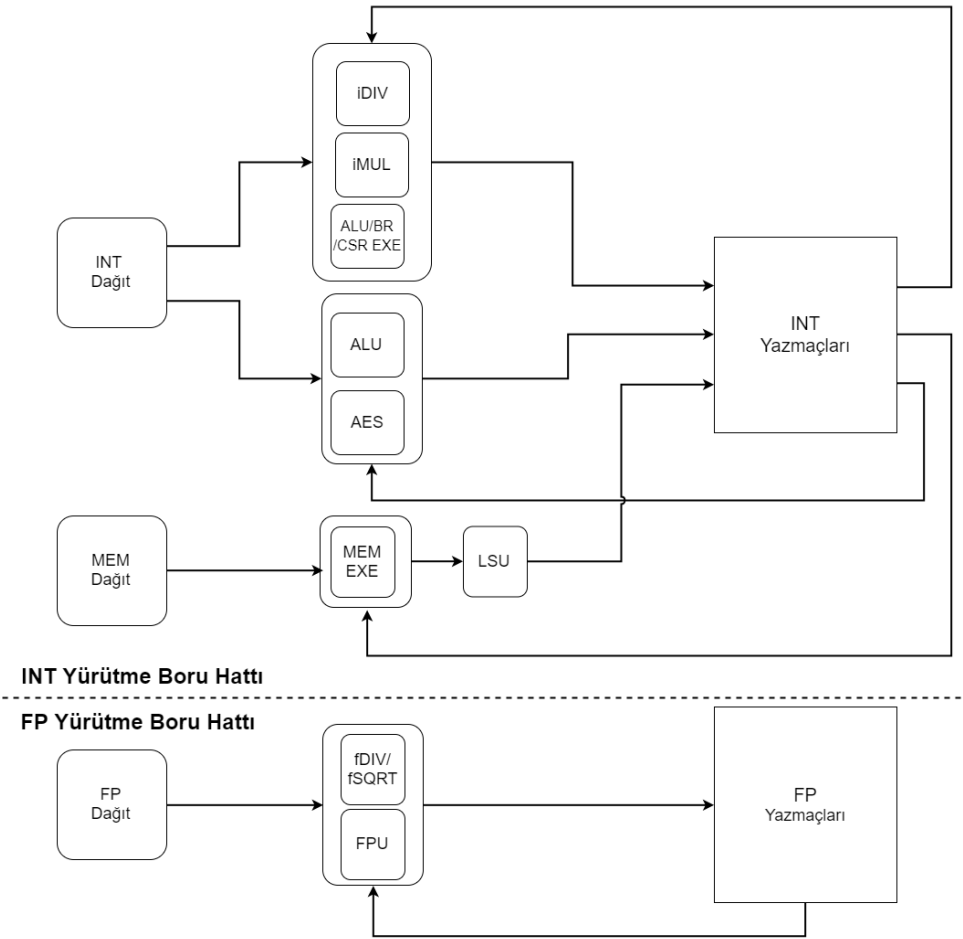 iDIV
iMUL
ALU/BR
/CSR EXE
INT
Dağıt
ALU
AES
INT
Yazmaçları
MEM
Dağıt
MEM
EXE
LSU
INT Yürütme Boru Hattı
FP Yürütme Boru Hattı
FP
Dağıt
fDIV/
fSQRT
FPU
FP
Yazmaçları